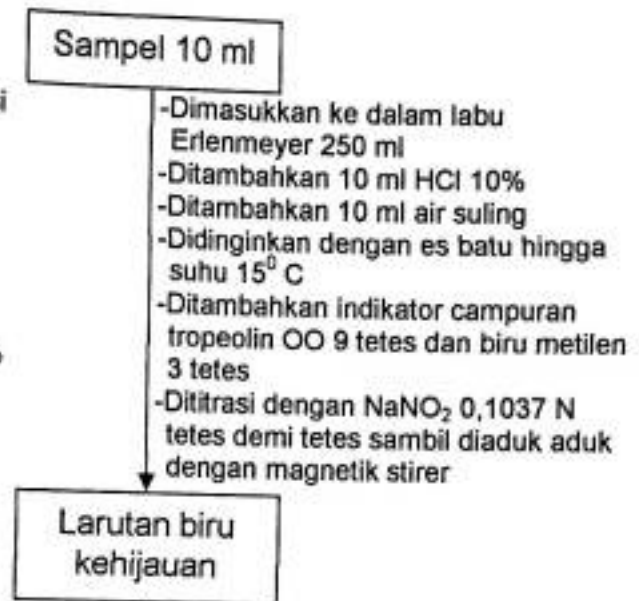 Sampel 10 ml
i
-Dimasukkan ke dalam labu
Erlenmeyer 250 ml
-Ditambahkan 10 ml HCl 10%
-Ditambahkan 10 ml air suling
-Didinginkan dengan es batu hingga
suhu 15⁰ C
-Ditambahkan indikator campuran
tropeolin OO 9 tetes dan biru metilen
3 tetes
-Dititrasi dengan NaNO₂ 0,1037 N
tetes demi tetes sambil diaduk aduk
dengan magnetik stirer
Larutan biru
kehijauan